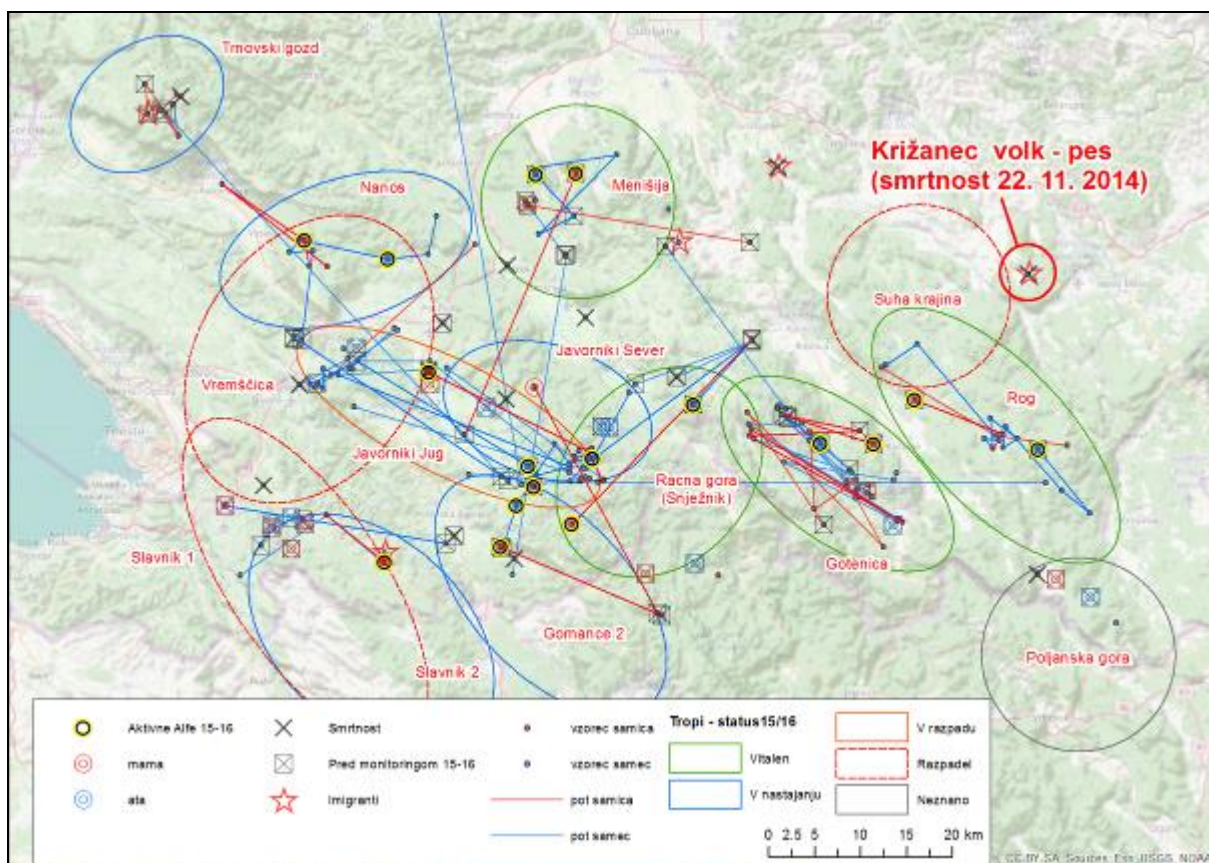 Trnovski gozd
Ljubljana
Nanos
Menišija
Križanec volk - pes
(smrtnost 22. 11. 2014)
Suha krajina
Javorniki Sever
Vremščica
Rog
Javorniki Jug
Racna gora
(Snježnik)
Slavnik 1
Gotenica
Gomance 2
Slavnik 2
Poljanska gora
Aktivne Alfe 15-16
mama
ata
Smrtnost
Pred monitoringom 15-16
Imigranti
vzorec samica
vzorec samec
pot samica
pot samec
Tropi - status15/16
Vitalen
V nastajanju
V razpadu
Razpadel
Neznano
0 2.5 5 10 15 20 km